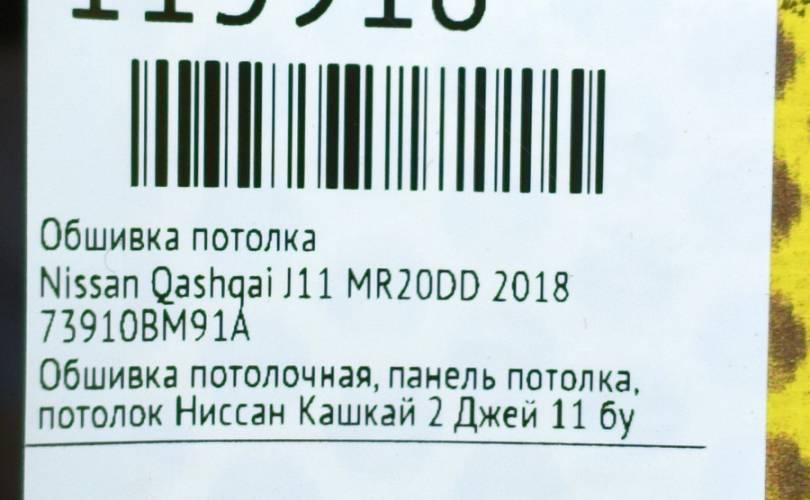 Обшивка потолка
Nissan Qashqai J11 MR20DD 2018
73910BM91A
Обшивка потолочная, панель потолка,
потолок Ниссан Кашкай 2 Джей 11 бу